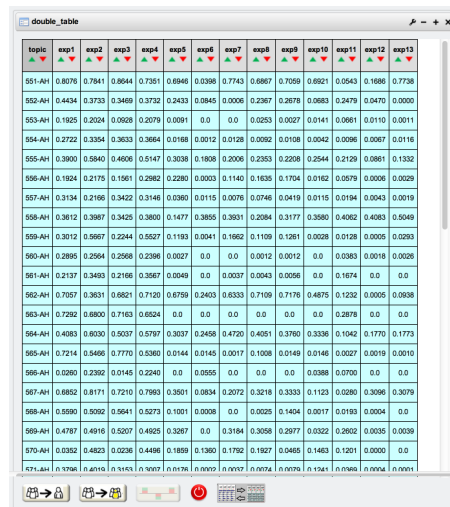 double_table
topic exp1 exp2 exp3 exp4 exp5 exp6 exp7 exp8 exp9 exp10 exp11 exp12 exp13
551-AH 0.8076 0.7841 0.8644 0.7351 0.6946 0.0398 0.7743 0.6867 0.7059 0.6921 0.0543 0.1686 0.7738
552-AH 0.4434 0.3733 0.3469 0.3732 0.2433 0.0845 0.0006 0.2367 0.2678 0.0683 0.2479 0.0470 0.0000
553-AH 0.1925 0.2024 0.0928 0.2079 0.0091 0.0 0.0 0.0253 0.0027 0.0141 0.0661 0.0110 0.0011
554-AH 0.2722 0.3354 0.3633 0.3664 0.0168 0.0012 0.0128 0.0092 0.0108 0.0042 0.0096 0.0067 0.0116
555-AH 0.3900 0.5840 0.4606 0.5147 0.3038 0.1808 0.2006 0.2353 0.2208 0.2544 0.2129 0.0861 0.1332
556-AH 0.1924 0.2175 0.1561 0.2982 0.2280 0.0003 0.1140 0.1635 0.1704 0.0162 0.0579 0.0006 0.0029
557-AH 0.3134 0.2166 0.3422 0.3146 0.0360 0.0115 0.0076 0.0746 0.0419 0.0115 0.0194 0.0043 0.0019
558-AH 0.3612 0.3987 0.3425 0.3800 0.1477 0.3855 0.3931 0.2084 0.3177 0.3580 0.4062 0.4083 0.5049
559-AH 0.3012 0.5667 0.2244 0.5527 0.1193 0.0041 0.1662 0.1109 0.1261 0.0028 0.0128 0.0005 0.0293
560-AH 0.2895 0.2564 0.2568 0.2396 0.0027 0.0 0.0 0.0012 0.0012 0.0 0.0383 0.0018 0.0026
561-AH 0.2137 0.3493 0.2166 0.3567 0.0049 0.0 0.0037 0.0043 0.0056 0.0 0.1674 0.0 0.0
562-AH 0.7057 0.3631 0.6821 0.7120 0.6759 0.2403 0.6333 0.7109 0.7176 0.4875 0.1232 0.0005 0.0938
563-AH 0.7292 0.6800 0.7163 0.6524 0.0 0.0 0.0 0.0 0.0 0.0 0.2878 0.0 0.0
564-AH 0.4083 0.6030 0.5037 0.5797 0.3037 0.2458 0.4720 0.4051 0.3760 0.3336 0.1042 0.1770 0.1773
565-AH 0.7214 0.5466 0.7770 0.5360 0.0144 0.0145 0.0017 0.1008 0.0149 0.0146 0.0027 0.0019 0.0010
566-AH 0.0260 0.2392 0.0145 0.2240 0.0 0.0555 0.0 0.0 0.0 0.0388 0.0700 0.0 0.0
567-AH 0.6852 0.8171 0.7210 0.7993 0.3501 0.0834 0.2072 0.3218 0.3333 0.1123 0.0280 0.3096 0.3079
568-AH 0.5590 0.5092 0.5641 0.5273 0.1001 0.0008 0.0 0.0025 0.1404 0.0017 0.0193 0.0004 0.0
569-AH 0.4787 0.4916 0.5207 0.4925 0.3267 0.0 0.3184 0.3058 0.2977 0.0322 0.2602 0.0035 0.0039
570-AH 0.0352 0.4823 0.0236 0.4496 0.1859 0.1360 0.1792 0.1927 0.0465 0.1463 0.1201 0.0000 0.0
571-AH 0.3796 0.4019 0.3153 0.3007 0.0176 0.0002 0.0037 0.0074 0.0079 0.1241 0.0369 0.0004 0.0001